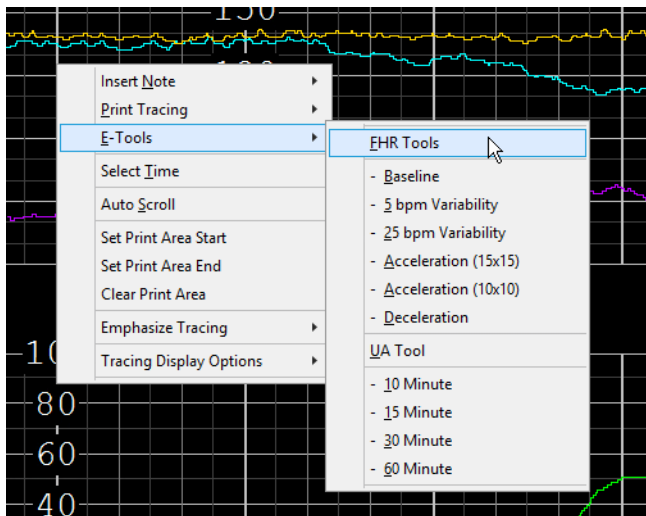 Insert Note
Print Tracing
E-Tools
Select Time
Auto Scroll
Set Print Area Start
Set Print Area End
Clear Print Area
Emphasize Tracing
Tracing Display Options
FHR Tools
- Baseline
- 5 bpm Variability
- 25 bpm Variability
- Acceleration (15x15)
- Acceleration (10x10)
- Deceleration
UA Tool
- 10 Minute
- 15 Minute
- 30 Minute
- 60 Minute
80
60
40